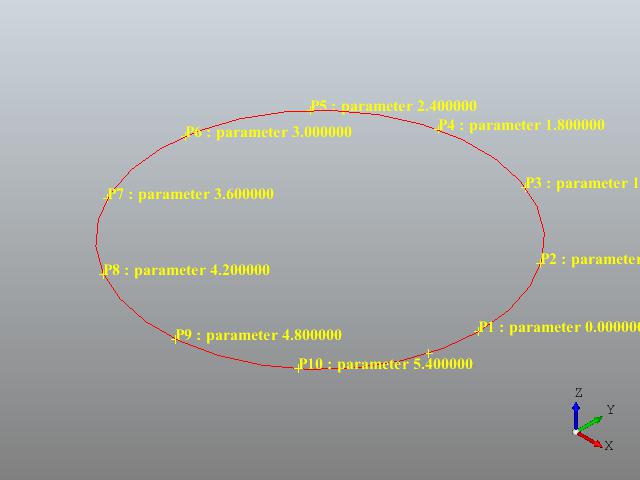 P5 : parameter 2.400000
P4 : parameter 1.800000
P6 : parameter 3.000000
P3 : parameter 1
P7 : parameter 3.600000
P2 : parameter
P8 : parameter 4.200000
P1 : parameter 0.000000
P9 : parameter 4.800000
P10 : parameter 5.400000
Z
Y
X